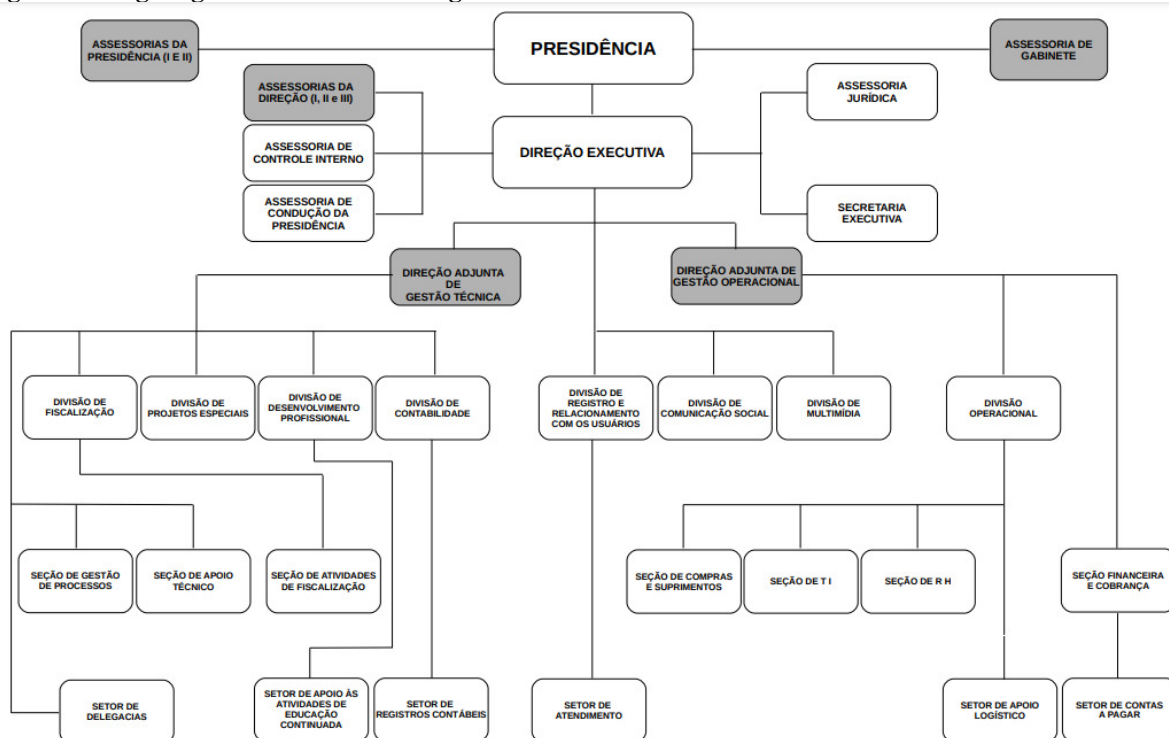 ASSESSORIAS DA
PRESIDÊNCIA (I E II)
PRESIDÊNCIA
ASSESSORIA DE
GABINETE
ASSESSORIAS DA
DIREÇÃO (I, II e III)
ASSESSORIA
JURÍDICA
ASSESSORIA DE
CONTROLE INTERNO
DIREÇÃO EXECUTIVA
ASSESSORIA DE
CONDUÇÃO DA
PRESIDÊNCIA
SECRETARIA
EXECUTIVA
DIREÇÃO ADJUNTA
DE
GESTÃO TÉCNICA
DIREÇÃO ADJUNTA DE
GESTÃO OPERACIONAL
DIVISÃO DE
FISCALIZAÇÃO
DIVISÃO DE
PROJETOS ESPECIAIS
DIVISÃO DE
DESENVOLVIMENTO
PROFISSIONAL
DIVISÃO DE
CONTABILIDADE
DIVISÃO DE
REGISTRO E
RELACIONAMENTO
COM OS USUÁRIOS
DIVISÃO DE
COMUNICAÇÃO SOCIAL
DIVISÃO DE
MULTIMÍDIA
DIVISÃO
OPERACIONAL
SEÇÃO DE GESTÃO
DE PROCESSOS
SEÇÃO DE APOIO
TÉCNICO
SEÇÃO DE ATIVIDADES
DE FISCALIZAÇÃO
SEÇÃO DE COMPRAS
E SUPRIMENTOS
SEÇÃO DE T I
SEÇÃO DE R H
SEÇÃO FINANCEIRA
E COBRANÇA
SETOR DE
DELEGACIAS
SETOR DE APOIO ÀS
ATIVIDADES DE
EDUCAÇÃO
CONTINUADA
SETOR DE
REGISTROS CONTÁBEIS
SETOR DE
ATENDIMENTO
SETOR DE APOIO
LOGÍSTICO
SETOR DE CONTAS
A PAGAR